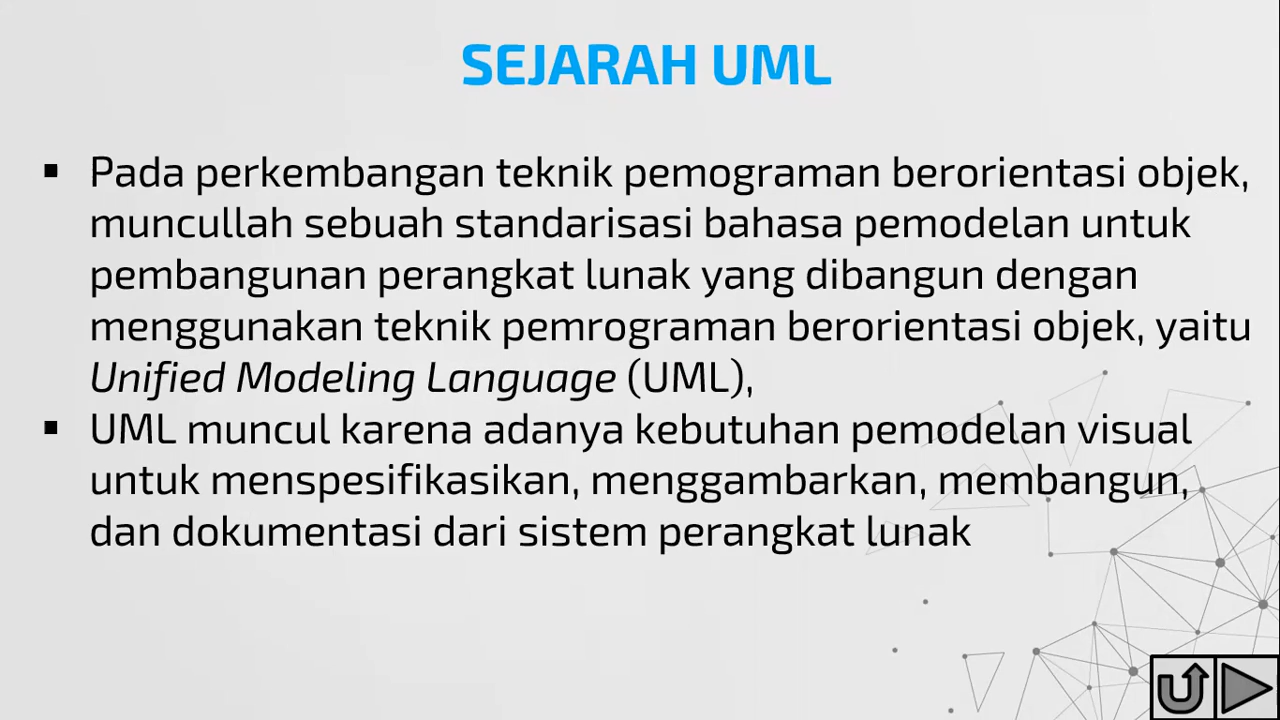 SEJARAH UML
▪ Pada perkembangan teknik pemograman berorientasi objek,
muncullah sebuah standarisasi bahasa pemodelan untuk
pembangunan perangkat lunak yang dibangun dengan
menggunakan teknik pemrograman berorientasi objek, yaitu
Unified Modeling Language (UML),
▪ UML muncul karena adanya kebutuhan pemodelan visual
untuk menspesifikasikan, menggambarkan, membangun,
dan dokumentasi dari sistem perangkat lunak